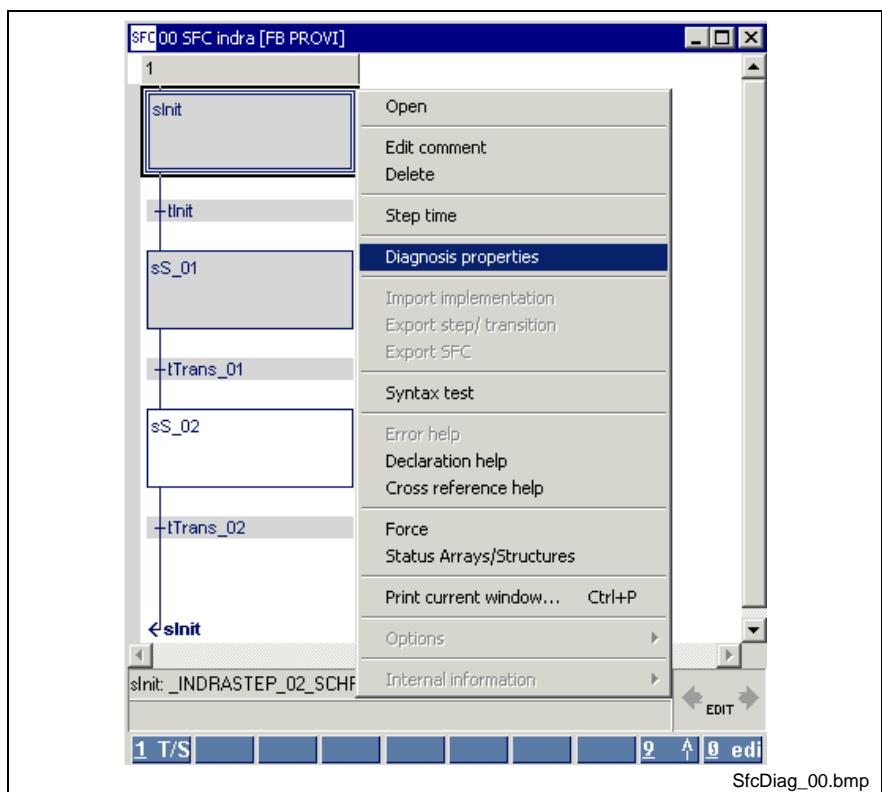 SFC 00 SFC indra [FB PROVI]
1
sInit
tInit
sS_01
tTrans_01
sS_02
tTrans_02
sInit
Open
Edit comment
Delete
Step time
Diagnosis properties
Import implementation
Export step/ transition
Export SFC
Syntax test
Error help
Declaration help
Cross reference help
Force
Status Arrays/Structures
Print current window... Ctrl+P
Options
Internal information
sInit: _INDRASTEP_02_SCHR
EDIT
1 T/S 9 0 edi
SfcDiag_00.bmp